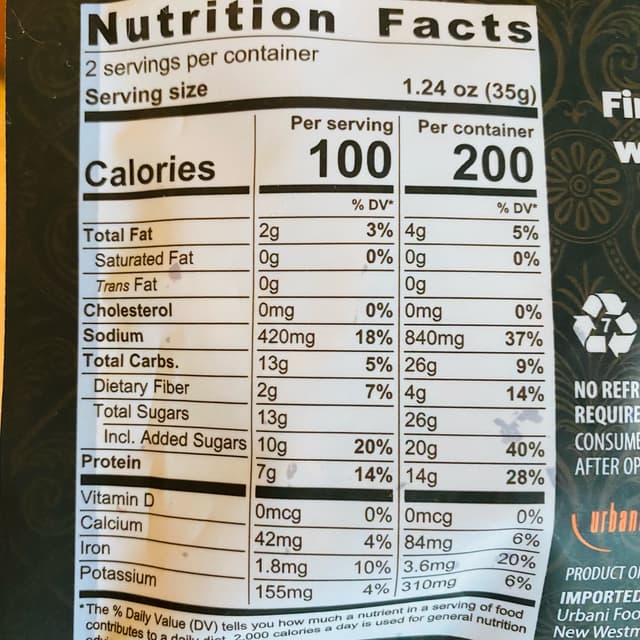 Nutrition Facts
2 servings per container
Serving size 1.24 oz (35g)
Per serving Per container
Calories 100 200
% DV* % DV*
Total Fat 2g 3% 4g 5%
Saturated Fat 0g 0% 0g 0%
Trans Fat 0g 0g
Cholesterol 0mg 0% 0mg 0%
Sodium 420mg 18% 840mg 37%
Total Carbs. 13g 5% 26g 9%
Dietary Fiber 2g 7% 4g 14%
Total Sugars 13g 26g
Incl. Added Sugars 10g 20% 20g 40%
Protein 7g 14% 14g 28%
Vitamin D 0mcg 0% 0mcg 0%
Calcium 42mg 4% 84mg 6%
Iron 1.8mg 10% 3.6mg 20%
Potassium 155mg 4% 310mg 6%
*The % Daily Value (DV) tells you how much a nutrient in a serving of food
contributes to a daily diet. 2,000 calories a day is used for general nutrition
Fi
w
7
NO REFR
REQUIRE
CONSUME
AFTER OP
urban
PRODUCT O
IMPORTED
Urbani Foo
New Westm